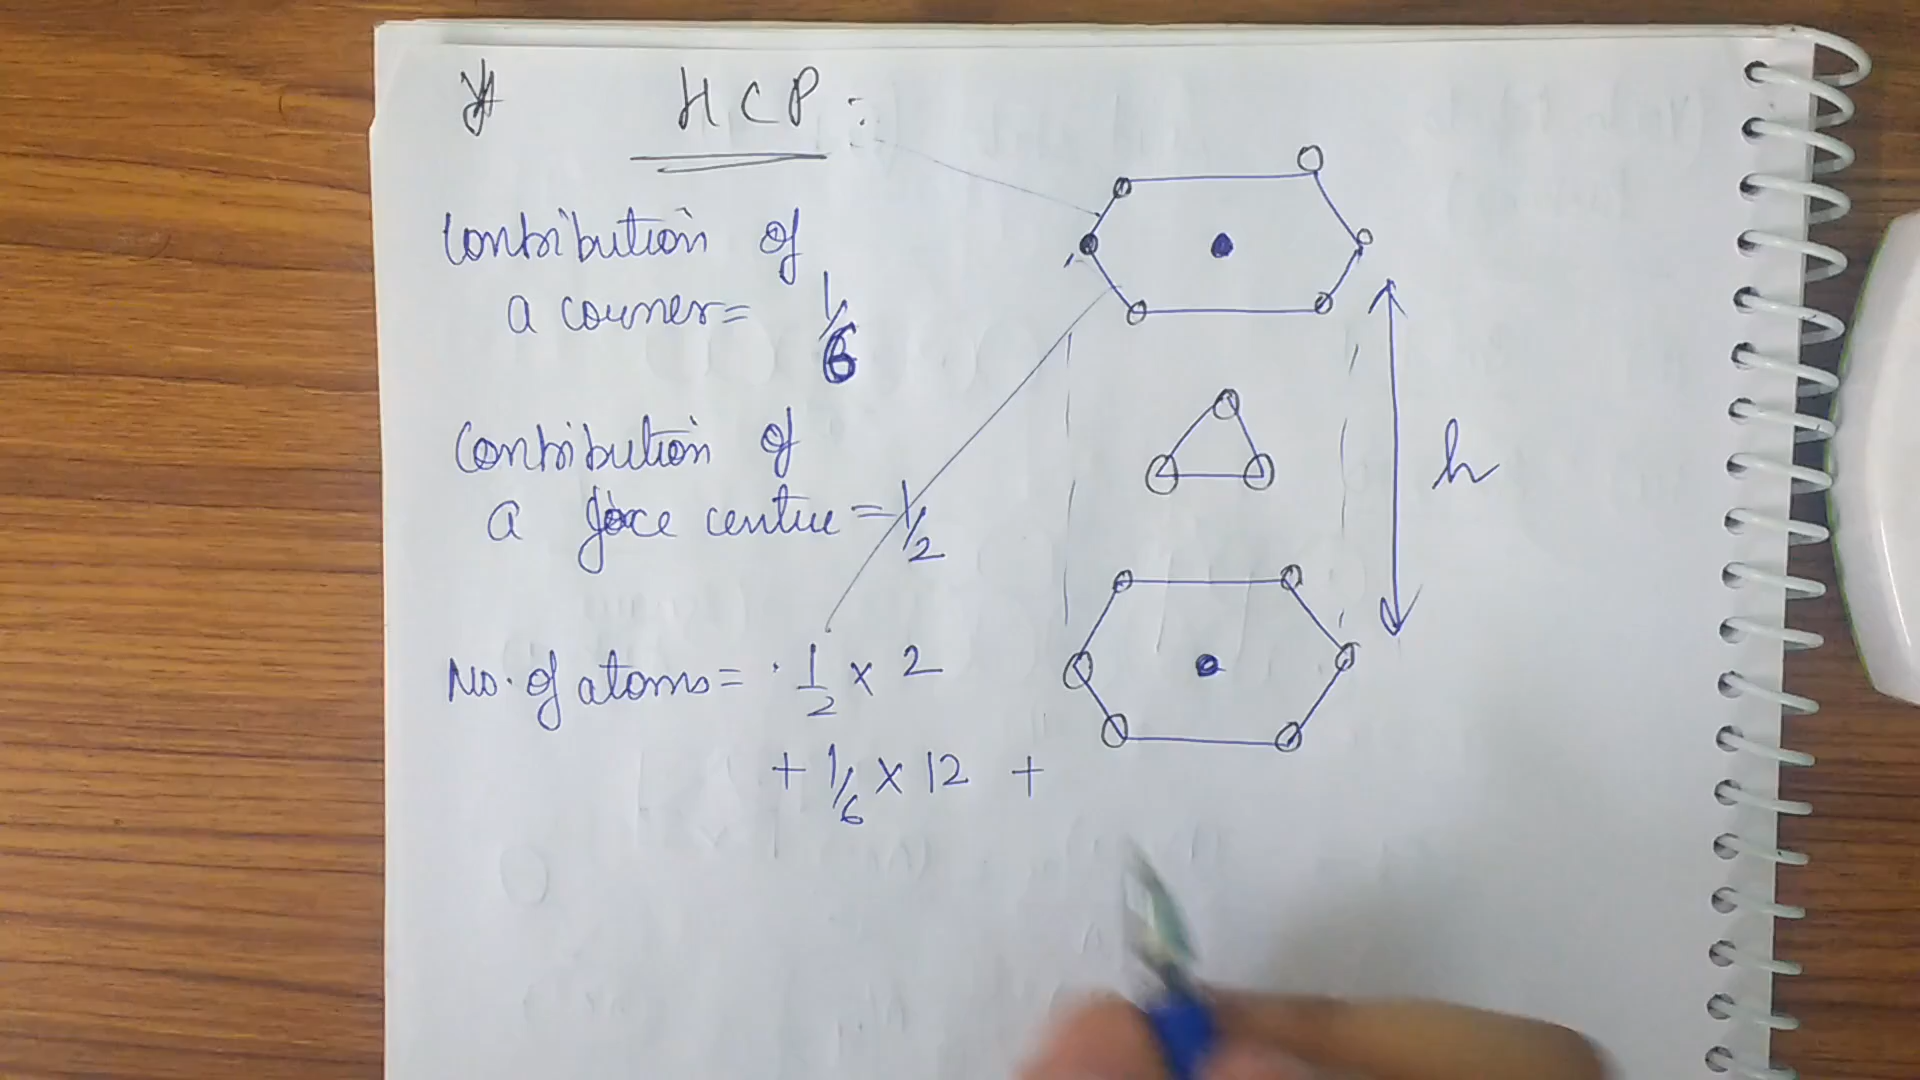 HCP:
Contribution of
a corner = 1/6
Contribution of
a face centre = 1/2
No. of atoms = 1/2 x 2
+ 1/6 x 12 +
h